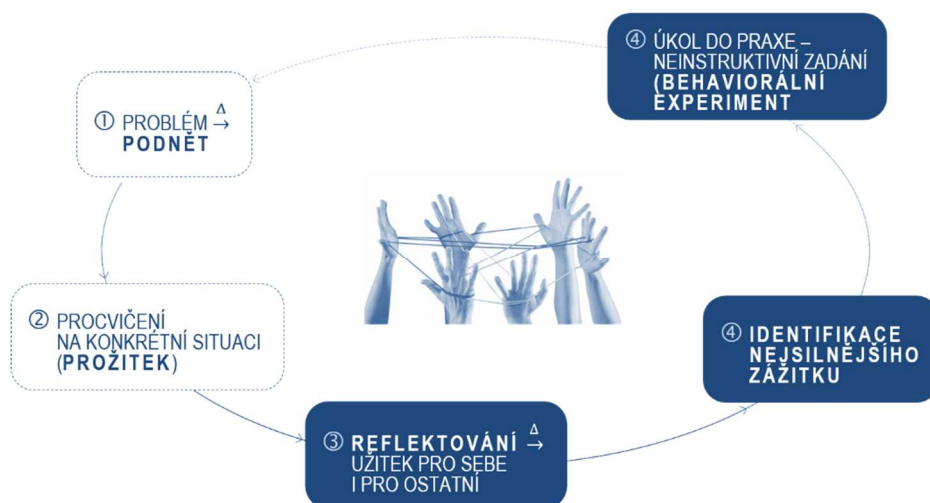 ① PROBLÉM Δ→
PODNĚT
② PROCVIČENÍ
NA KONKRÉTNÍ SITUACI
(PROŽITEK)
③ REFLEKTOVÁNÍ Δ→
UŽITEK PRO SEBE
I PRO OSTATNÍ
④ IDENTIFIKACE
NEJSILNĚJŠÍHO
ZÁŽITKU
④ ÚKOL DO PRAXE –
NEINSTRUKTIVNÍ ZADÁNÍ
(BEHAVIORÁLNÍ
EXPERIMENT